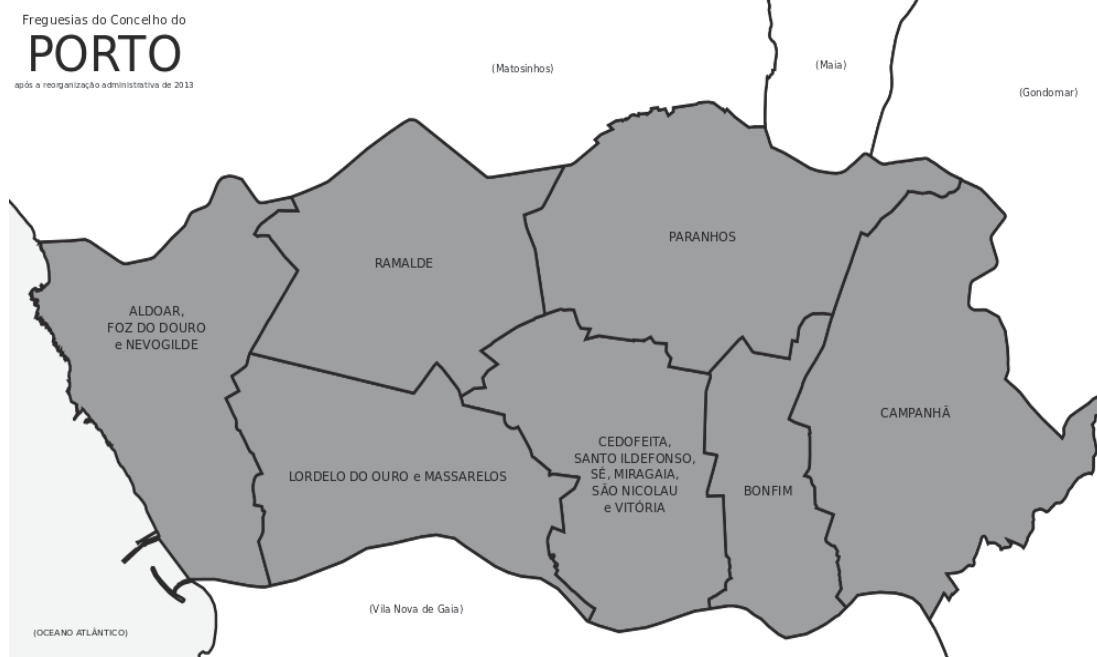 Freguesias do Concelho do
PORTO
após a reorganização administrativa de 2013
(Matosinhos)
(Maia)
(Gondomar)
PARANHOS
RAMALDE
ALDOAR,
FOZ DO DOURO
e NEVOGILDE
CAMPANHÃ
CEDOFEITA,
SANTO ILDEFONSO,
SÉ, MIRAGAIA,
SÃO NICOLAU
e VITÓRIA
LORDELO DO OURO e MASSARELOS
BONFIM
(Vila Nova de Gaia)
(OCEANO ATLÂNTICO)